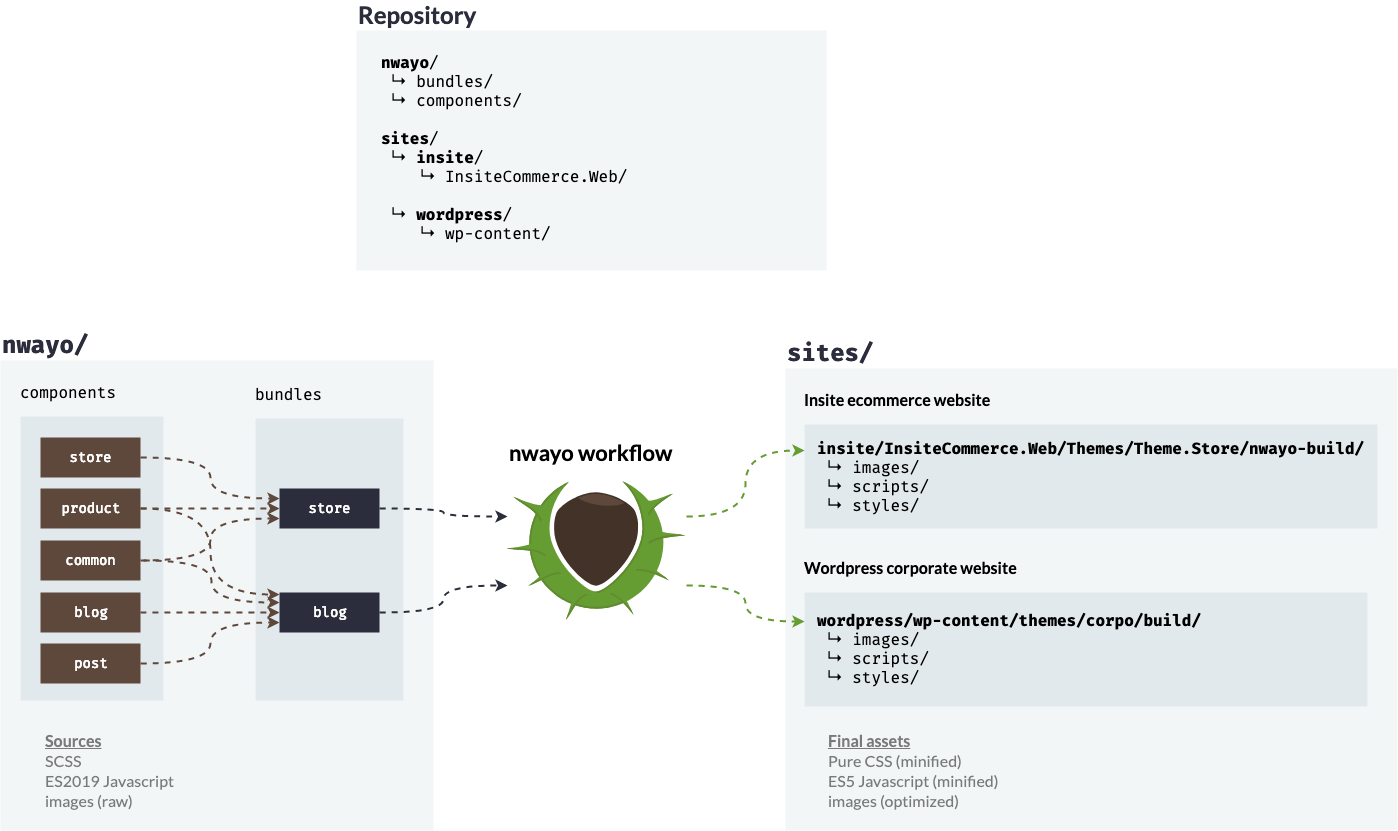 Repository
nwayo/
↳ bundles/
↳ components/
sites/
↳ insite/
↳ InsiteCommerce.Web/
↳ wordpress/
↳ wp-content/
nwayo/
components
bundles
store
product
common
blog
post
store
blog
Sources
SCSS
ES2019 Javascript
images (raw)
nwayo workflow
sites/
Insite ecommerce website
insite/InsiteCommerce.Web/Themes/Theme.Store/nwayo-build/
↳ images/
↳ scripts/
↳ styles/
Wordpress corporate website
wordpress/wp-content/themes/corpo/build/
↳ images/
↳ scripts/
↳ styles/
Final assets
Pure CSS (minified)
ES5 Javascript (minified)
images (optimized)